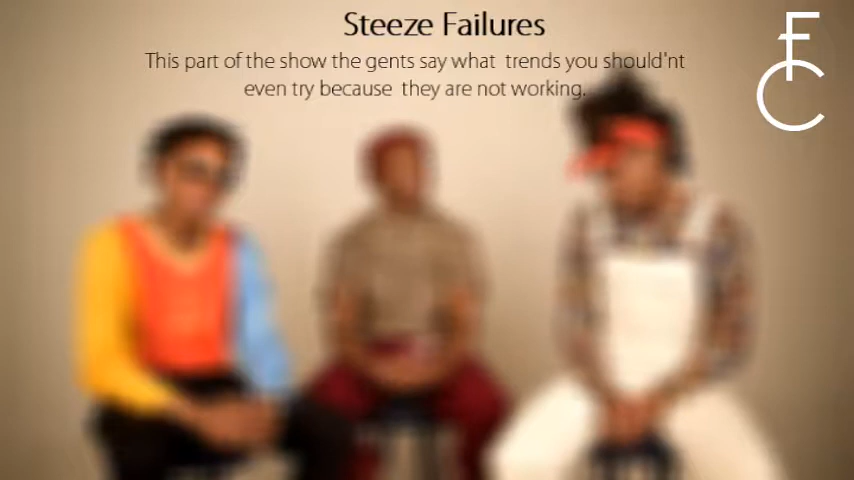 Steeze Failures
This part of the show the gents say what trends you should'nt
even try because they are not working.
FC